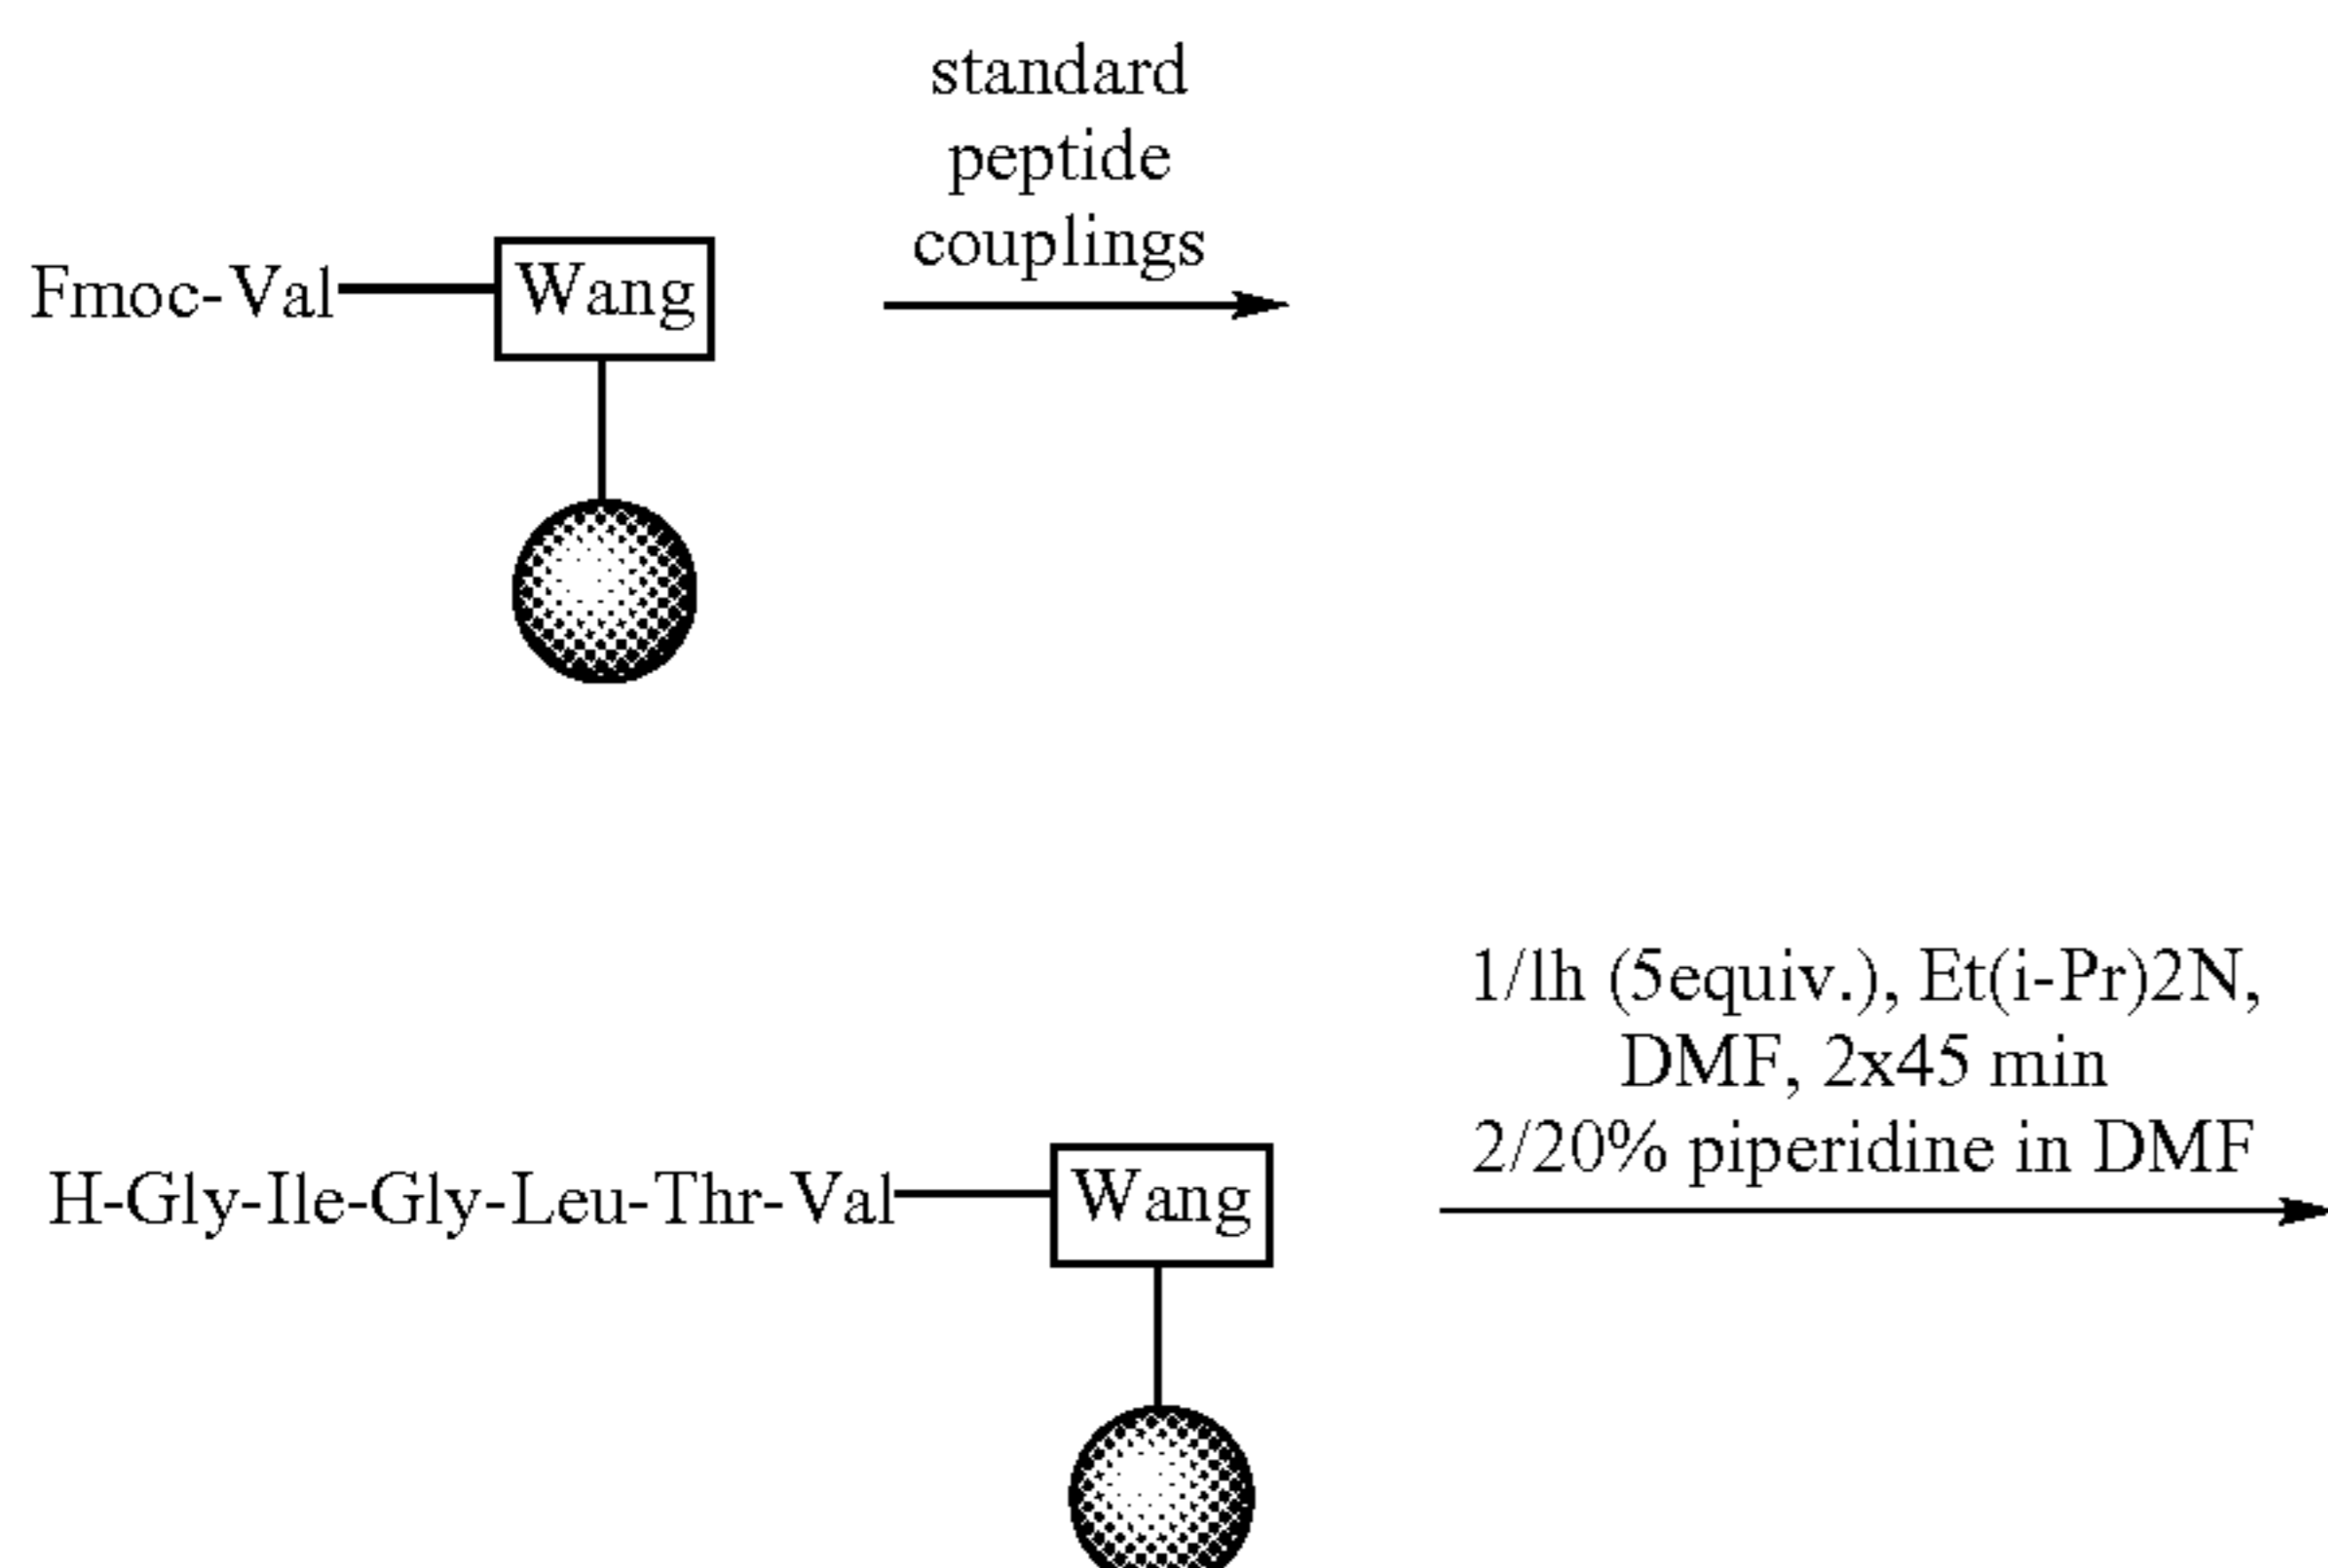 standard
peptide
couplings
Fmoc-Val
Wang
1/lh (5equiv.), Et(i-Pr)2N,
DMF, 2x45 min
2/20% piperidine in DMF
H-Gly-Ile-Gly-Leu-Thr-Val
Wang